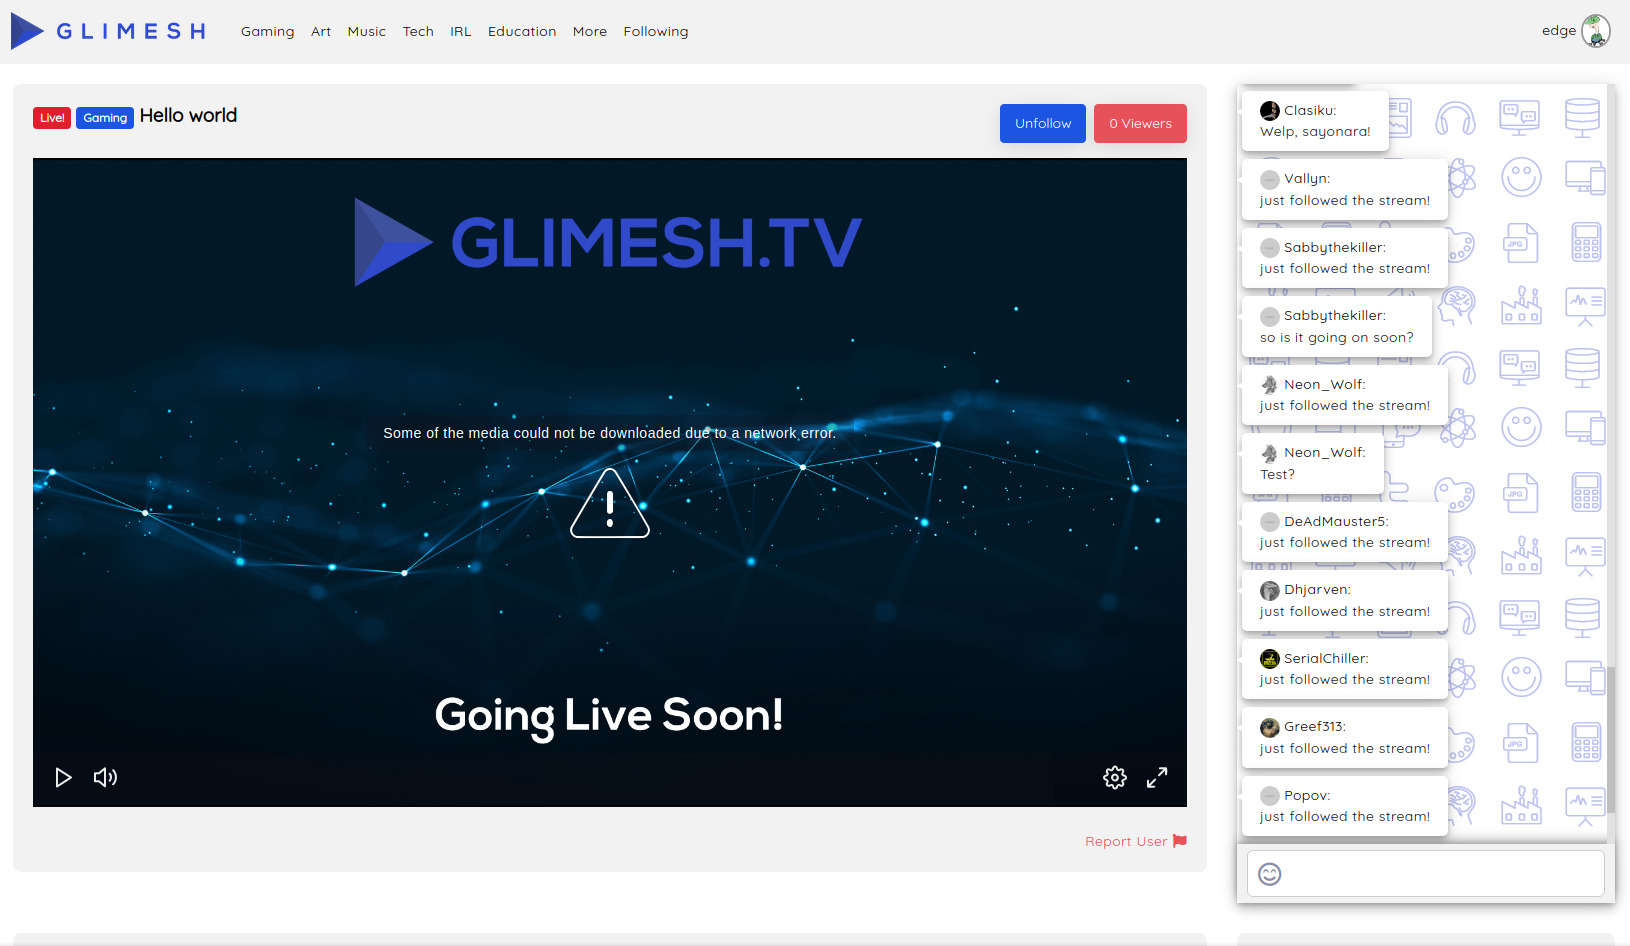 GLIMESH
Gaming Art Music Tech IRL Education More Following
edge
Live! Gaming Hello world
Unfollow 0 Viewers
GLIMESH.TV
Some of the media could not be downloaded due to a network error.
Going Live Soon!
Report User
Clasiku:
Welp, sayonara!
Vallyn:
just followed the stream!
Sabbythekiller:
just followed the stream!
Sabbythekiller:
so is it going on soon?
Neon_Wolf:
just followed the stream!
Neon_Wolf:
Test?
DeAdMauster5:
just followed the stream!
Dhjarven:
just followed the stream!
SerialChiller:
just followed the stream!
Greef313:
just followed the stream!
Popov:
just followed the stream!
JPG
JPG
JPG